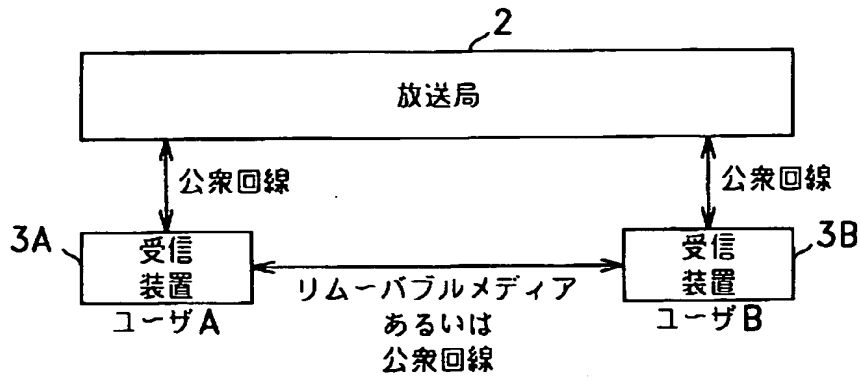 2
放送局
公衆回線
公衆回線
3A
受信
装置
ユーザA
リムーバブルメディア
あるいは
公衆回線
受信
装置
ユーザB
3B